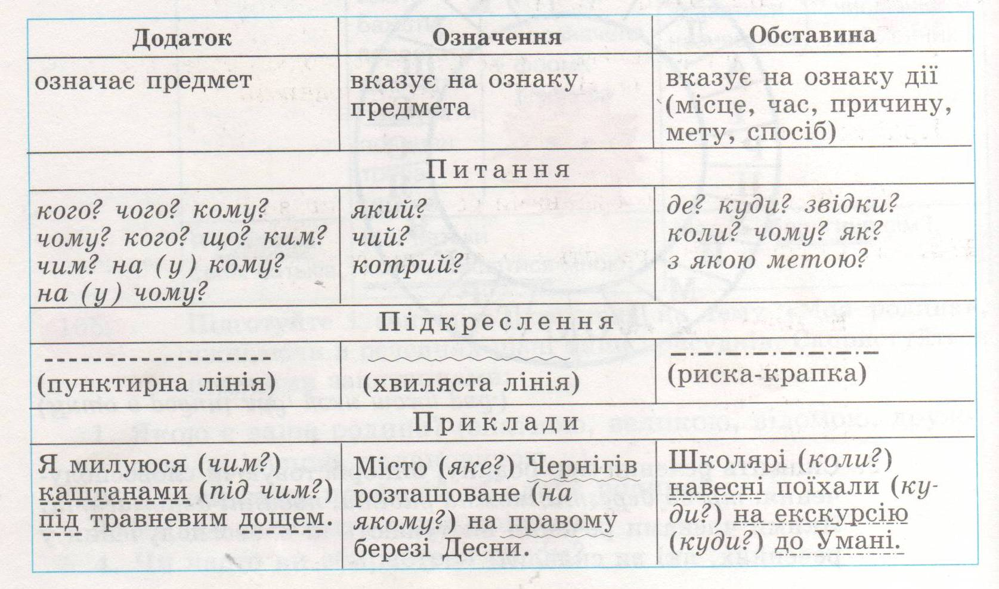 Додаток
Означення
Обставина
означає предмет
вказує на ознаку
предмета
вказує на ознаку дії
(місце, час, причину,
мету, спосіб)
Питання
кого? чого? кому?
чому? кого? що? ким?
чим? на (у) кому?
на (у) чому?
який?
чий?
котрий?
де? куди? звідки?
коли? чому? як?
з якою метою?
Підкреслення
(пунктирна лінія)
(хвиляста лінія)
(риска-крапка)
Приклади
Я милуюся (чим?)
каштанами (під чим?)
під травневим дощем.
Місто (яке?) Чернігів
розташоване (на
якому?) на правому
березі Десни.
Школярі (коли?)
навесні поїхали (ку-
ди?) на екскурсію
(куди?) до Умані.